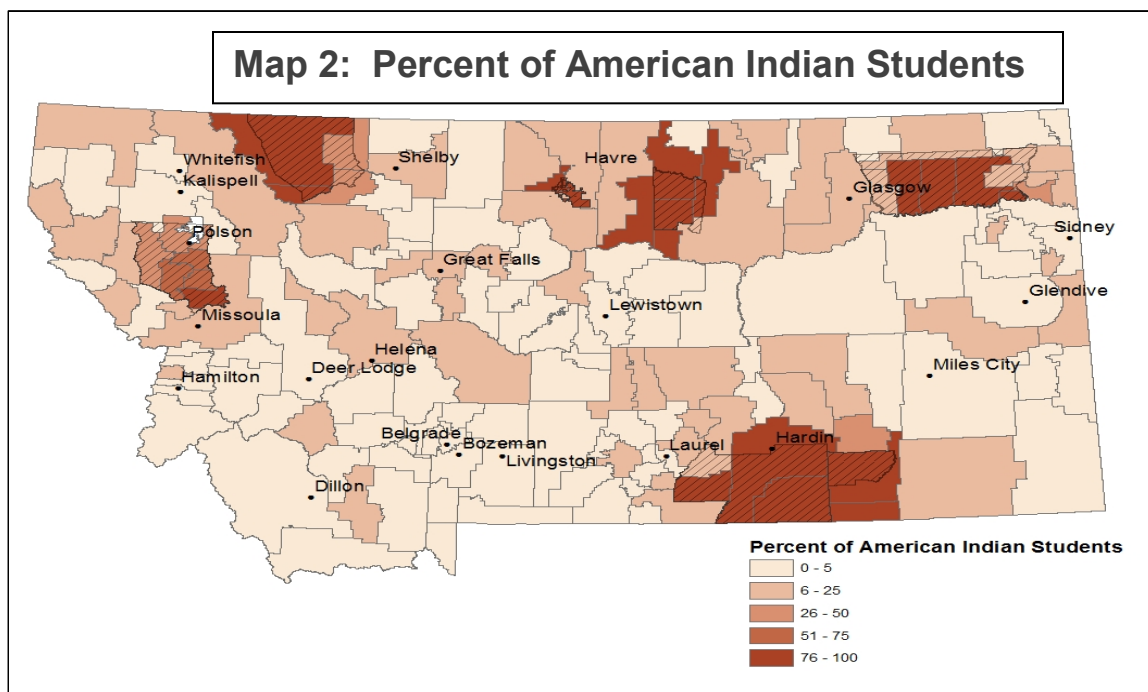 Map 2: Percent of American Indian Students
Whitefish
Kalispell
Shelby
Havre
Glasgow
Polson
Sidney
Great Falls
Glendive
Lewistown
Missoula
Helena
Deer Lodge
Miles City
Hamilton
Belgrade
Bozeman
Hardin
Laurel
Livingston
Dillon
Percent of American Indian Students
0 - 5
6 - 25
26 - 50
51 - 75
76 - 100